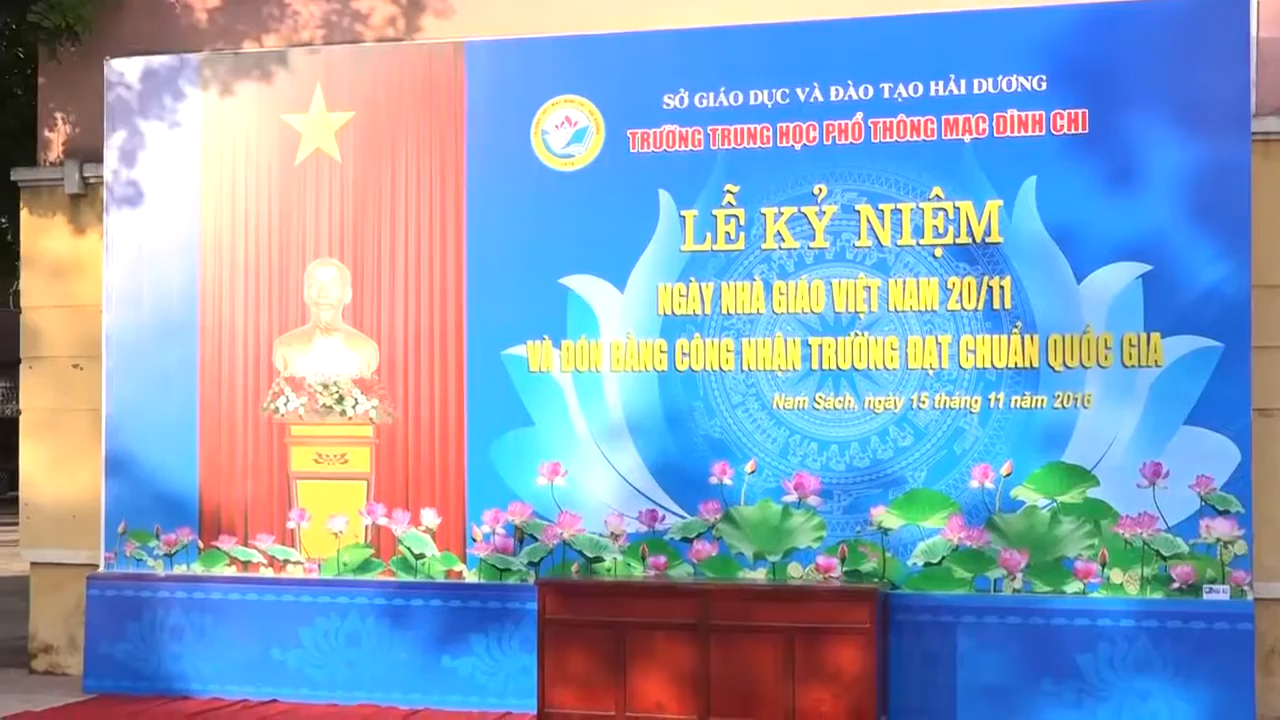 SỞ GIÁO DỤC VÀ ĐÀO TẠO HẢI DƯƠNG
TRƯỜNG TRUNG HỌC PHỔ THÔNG MẠC ĐĨNH CHI
LỄ KỶ NIỆM
NGÀY NHÀ GIÁO VIỆT NAM 20/11
VÀ ĐÓN BẰNG CÔNG NHẬN TRƯỜNG ĐẠT CHUẨN QUỐC GIA
Nam Sách, ngày 15 tháng 11 năm 2016